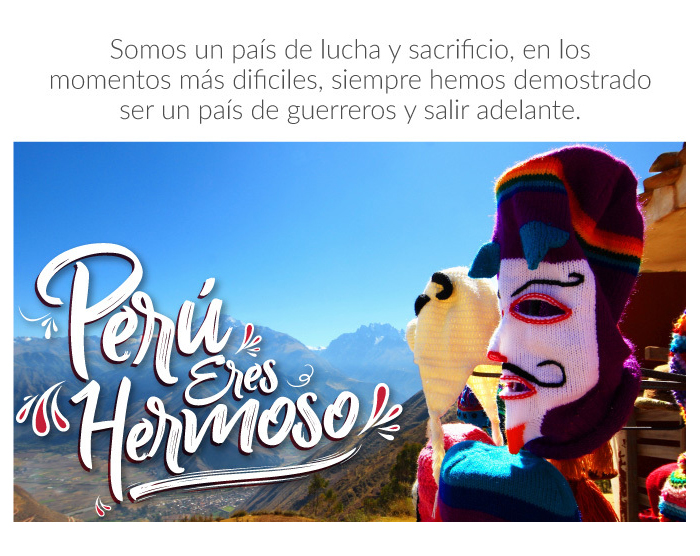 Somos un país de lucha y sacrificio, en los
momentos más dificiles, siempre hemos demostrado
ser un país de guerreros y salir adelante.
Perú
Eres
Hermoso